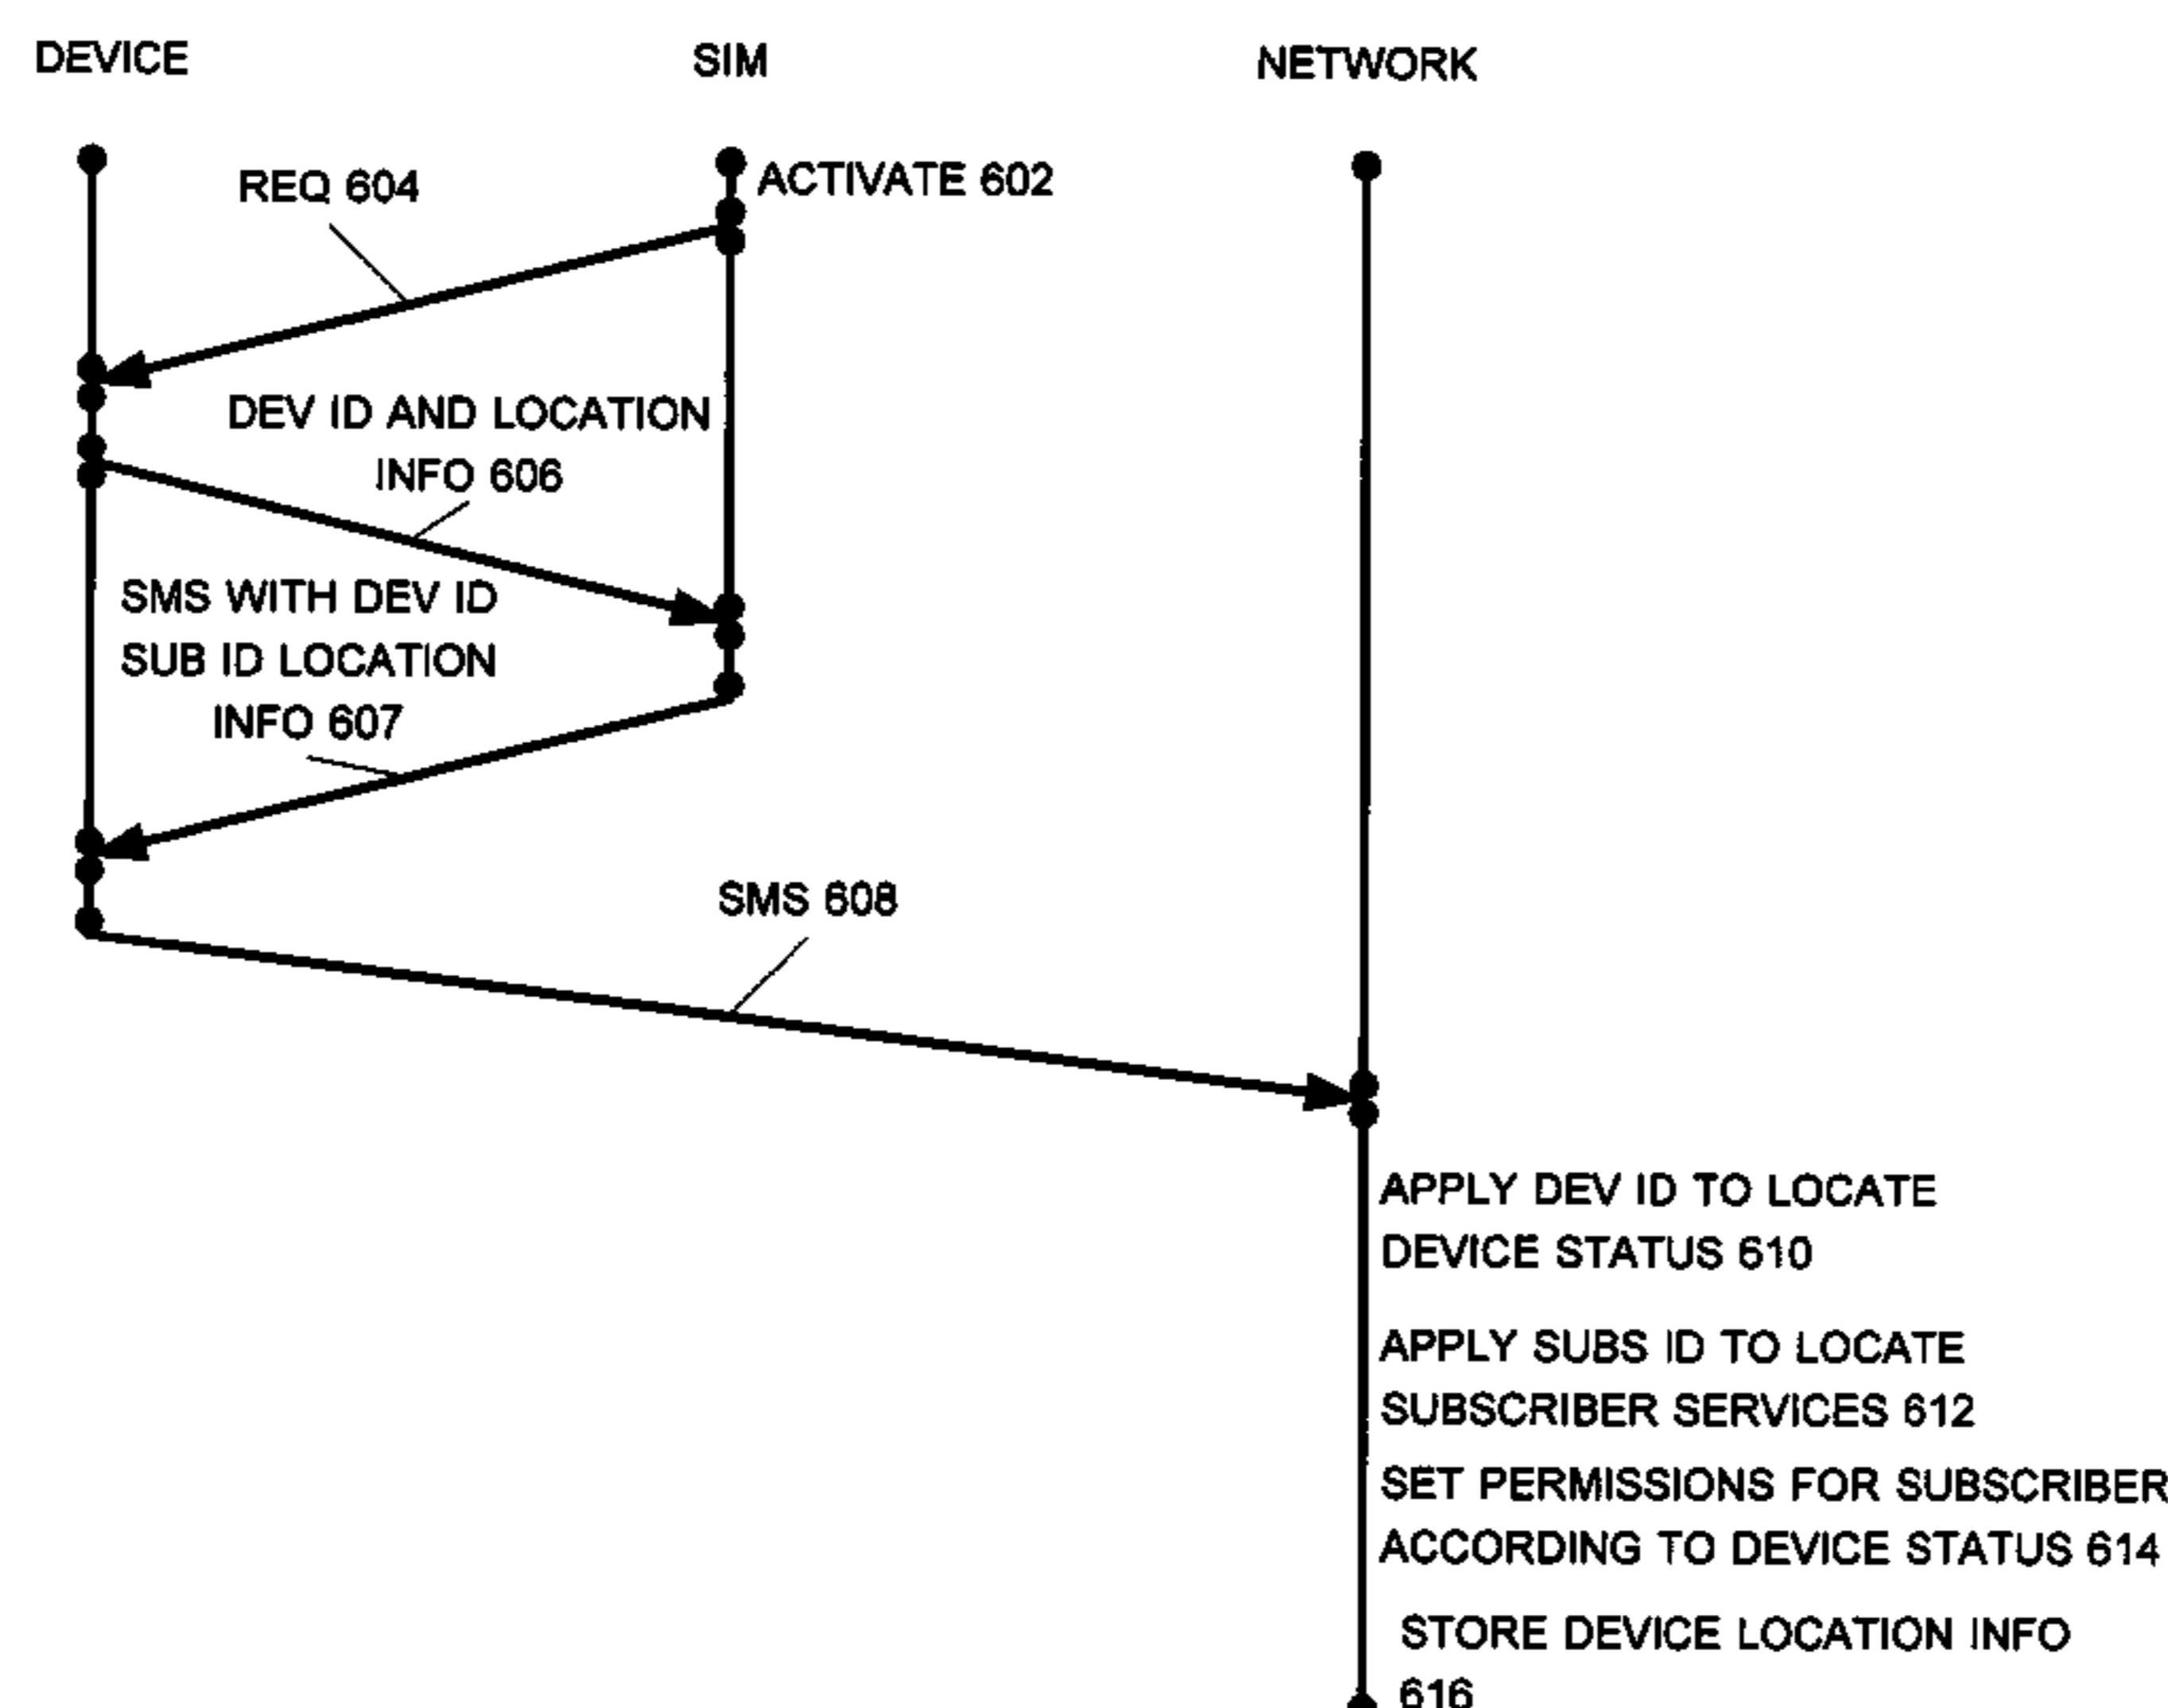 DEVICE
SIM
NETWORK
ACTIVATE 602
REQ 604
DEV ID AND LOCATION
INFO 606
SMS WITH DEV ID
SUB ID LOCATION
INFO 607
SMS 608
APPLY DEV ID TO LOCATE
DEVICE STATUS 610
APPLY SUBS ID TO LOCATE
SUBSCRIBER SERVICES 612
SET PERMISSIONS FOR SUBSCRIBER
ACCORDING TO DEVICE STATUS 614
STORE DEVICE LOCATION INFO
616